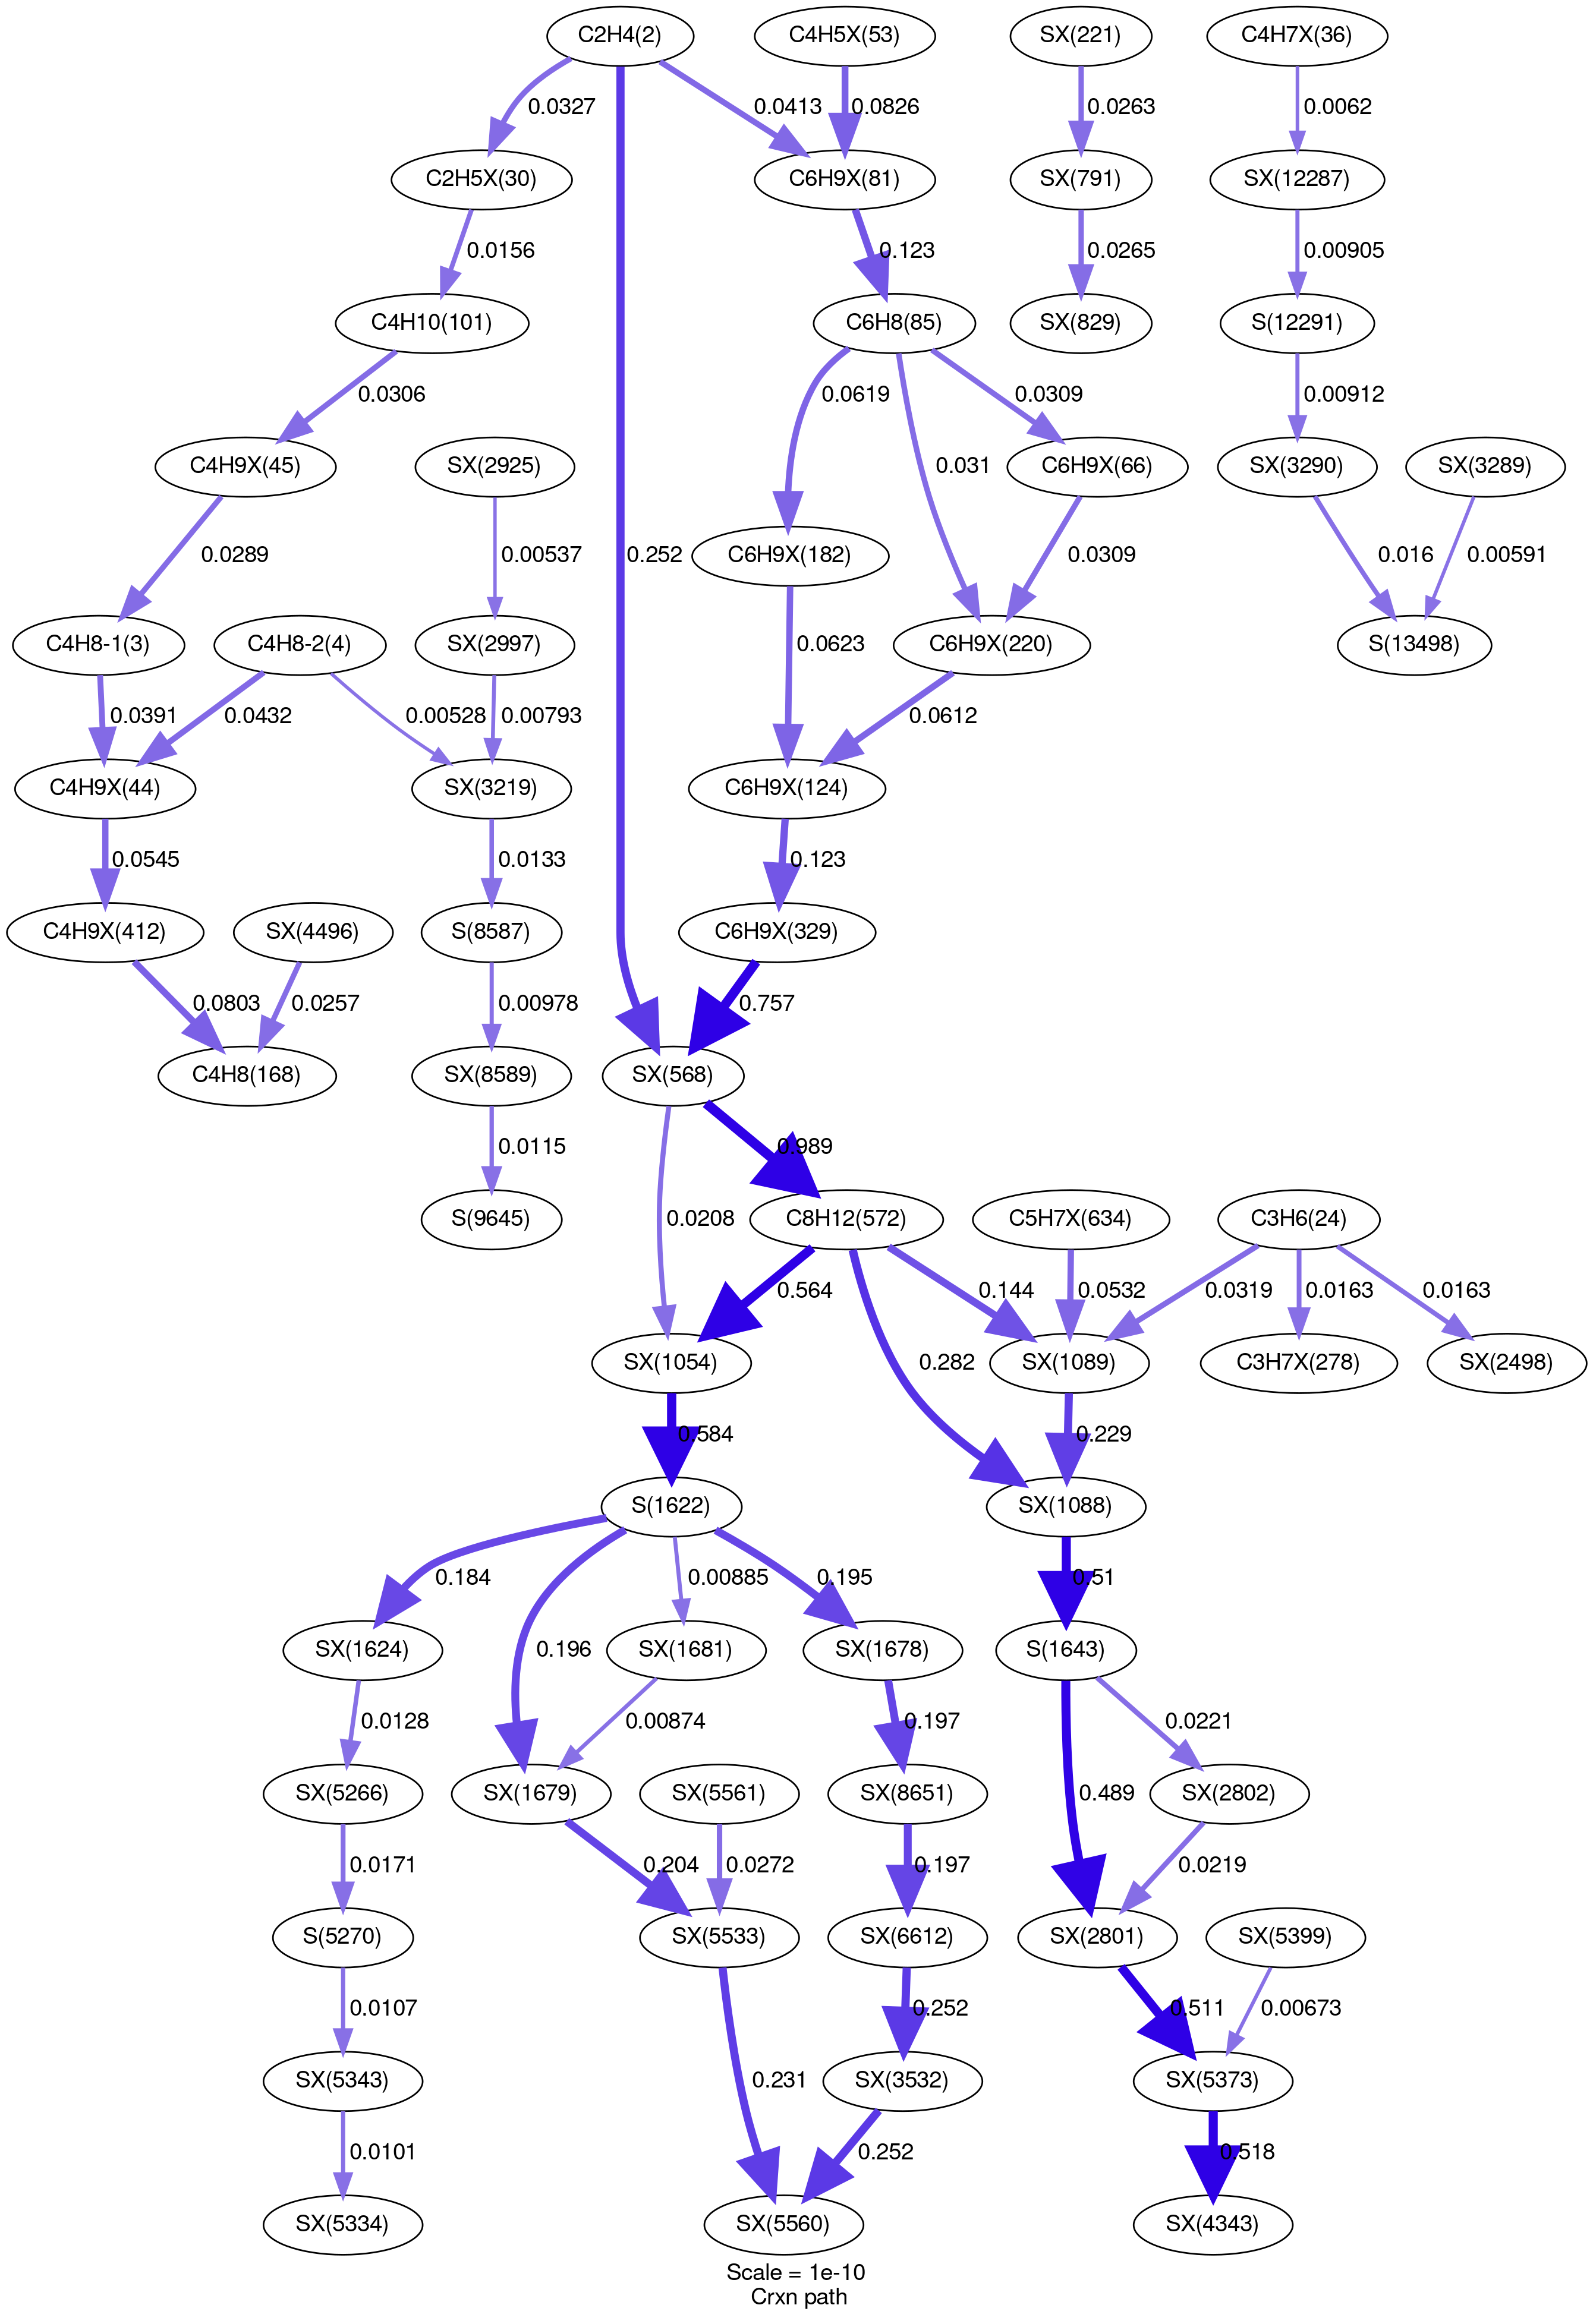 C2H4(2)
C4H5X(53)
SX(221)
C4H7X(36)
0.0327
0.0413
0.0826
0.0263
0.0062
C2H5X(30)
C6H9X(81)
SX(791)
SX(12287)
0.0156
0.123
0.0265
0.00905
C4H10(101)
C6H8(85)
SX(829)
S(12291)
0.0306
0.0619
0.0309
0.00912
C4H9X(45)
SX(2925)
0.031
C6H9X(66)
SX(3290)
SX(3289)
0.0289
0.00537
0.252
C6H9X(182)
0.0309
0.016
0.00591
C4H8-1(3)
C4H8-2(4)
SX(2997)
0.0623
C6H9X(220)
S(13498)
0.0391
0.0432
0.00528
0.00793
0.0612
C4H9X(44)
SX(3219)
C6H9X(124)
0.0545
0.0133
0.123
C4H9X(412)
SX(4496)
S(8587)
C6H9X(329)
0.0803
0.0257
0.00978
0.757
C4H8(168)
SX(8589)
SX(568)
0.0115
0.0208
0.989
S(9645)
C8H12(572)
C5H7X(634)
C3H6(24)
0.564
0.144
0.0532
0.0319
0.0163
0.0163
SX(1054)
0.282
SX(1089)
C3H7X(278)
SX(2498)
0.584
0.229
S(1622)
SX(1088)
0.184
0.00885
0.195
0.51
SX(1624)
0.196
SX(1681)
SX(1678)
S(1643)
0.0128
0.00874
0.197
0.0221
SX(5266)
SX(1679)
SX(5561)
SX(8651)
0.489
SX(2802)
0.0171
0.204
0.0272
0.197
0.0219
S(5270)
SX(5533)
SX(6612)
SX(2801)
SX(5399)
0.0107
0.252
0.511
0.00673
SX(5343)
0.231
SX(3532)
SX(5373)
0.0101
0.252
0.518
SX(5334)
SX(5560)
SX(4343)
Scale = 1e-10
Crxn path